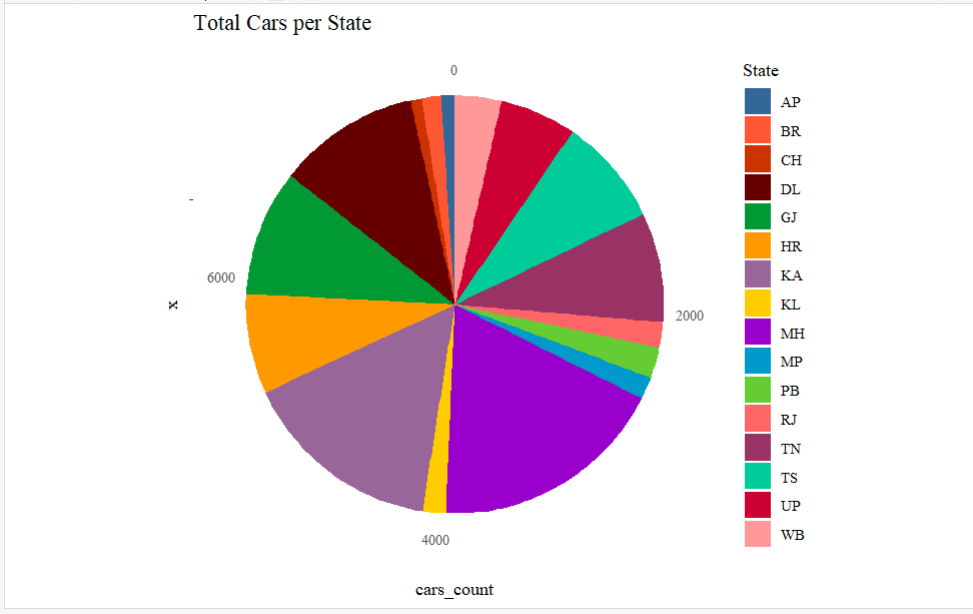 Total Cars per State
0
State
AP
BR
CH
DL
GJ
HR
KA
KL
MH
MP
PB
RJ
TN
TS
UP
WB
-
6000
x
2000
4000
cars_count